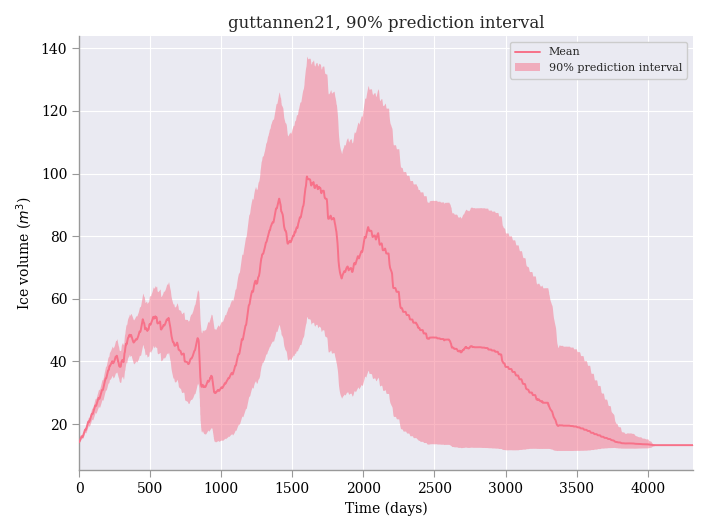 guttannen21, 90% prediction interval
Mean
90% prediction interval
Ice volume (m³)
140
120
100
80
60
40
20
0 500 1000 1500 2000 2500 3000 3500 4000
Time (days)